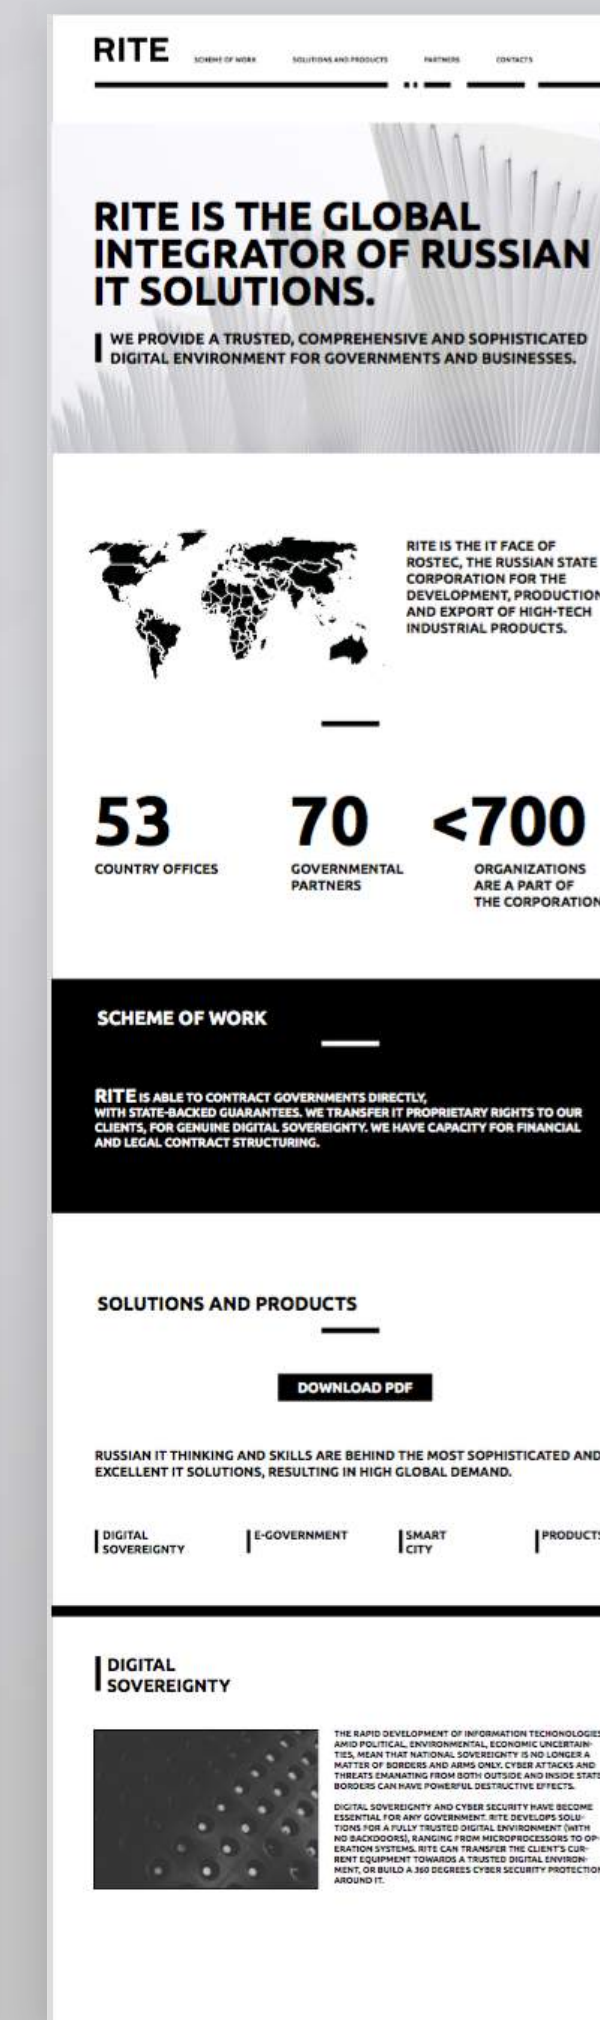 RITE
SCHEME OF WORK SOLUTIONS AND PRODUCTS PARTNERS CONTACTS
RITE IS THE GLOBAL
INTEGRATOR OF RUSSIAN
IT SOLUTIONS.
WE PROVIDE A TRUSTED, COMPREHENSIVE AND SOPHISTICATED
DIGITAL ENVIRONMENT FOR GOVERNMENTS AND BUSINESSES.
RITE IS THE IT FACE OF
ROSTEC, THE RUSSIAN STATE
CORPORATION FOR THE
DEVELOPMENT, PRODUCTION
AND EXPORT OF HIGH-TECH
INDUSTRIAL PRODUCTS.
53
COUNTRY OFFICES
70
GOVERNMENTAL
PARTNERS
<700
ORGANIZATIONS
ARE A PART OF
THE CORPORATION
SCHEME OF WORK
RITE IS ABLE TO CONTRACT GOVERNMENTS DIRECTLY,
WITH STATE-BACKED GUARANTEES. WE TRANSFER IT PROPRIETARY RIGHTS TO OUR
CLIENTS, FOR GENUINE DIGITAL SOVEREIGNTY. WE HAVE CAPACITY FOR FINANCIAL
AND LEGAL CONTRACT STRUCTURING.
SOLUTIONS AND PRODUCTS
DOWNLOAD PDF
RUSSIAN IT THINKING AND SKILLS ARE BEHIND THE MOST SOPHISTICATED AND
EXCELLENT IT SOLUTIONS, RESULTING IN HIGH GLOBAL DEMAND.
DIGITAL
SOVEREIGNTY
E-GOVERNMENT
SMART
CITY
PRODUCTS
DIGITAL
SOVEREIGNTY
THE RAPID DEVELOPMENT OF INFORMATION TECHONOLOGIES
AMID POLITICAL, ENVIRONMENTAL, ECONOMIC UNCERTAIN-
TIES, MEAN THAT NATIONAL SOVEREIGNTY IS NO LONGER A
MATTER OF BORDERS AND ARMS ONLY. CYBER ATTACKS AND
THREATS EMANATING FROM BOTH OUTSIDE AND INSIDE STATE
BORDERS CAN HAVE POWERFUL DESTRUCTIVE EFFECTS.
DIGITAL SOVEREIGNTY AND CYBER SECURITY HAVE BECOME
ESSENTIAL FOR ANY GOVERNMENT. RITE DEVELOPS SOLU-
TIONS FOR A FULLY TRUSTED DIGITAL ENVIRONMENT (WITH
NO BACKDOORS), RANGING FROM MICROPROCESSORS TO OP-
ERATION SYSTEMS. RITE CAN TRANSFER THE CLIENT'S CUR-
RENT EQUIPMENT TOWARDS A TRUSTED DIGITAL ENVIRON-
MENT, OR BUILD A 360 DEGREES CYBER SECURITY PROTECTION
AROUND IT.